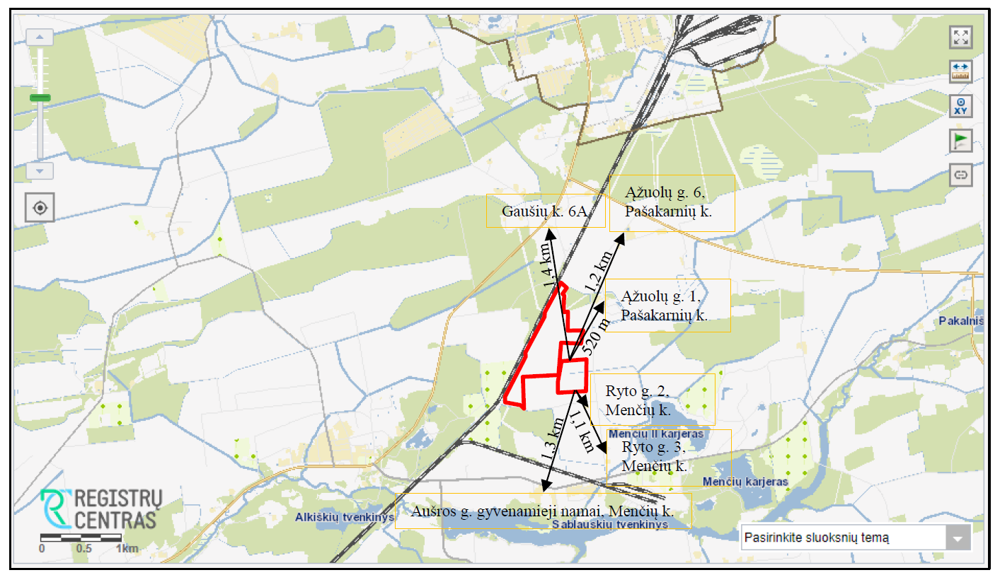 Gaušių k. 6A
Ąžuolų g. 6,
Pašakarnių k.
1,4 km
1,2 km
Ąžuolų g. 1,
Pašakarnių k.
520 m
Pakalniš
Ryto g. 2,
Menčių k.
Menčių II karjeras
1,1 km
1.3 km
Ryto g. 3,
Menčių k.
Menčių karjeras
Aušros g. gyvenamieji namai, Menčių k.
Alkiškių tvenkinys
Sablauskių tvenkinys
REGISTRŲ
CENTRAS
0 0.5 1km
Pasirinkite sluoksnių temą
XY